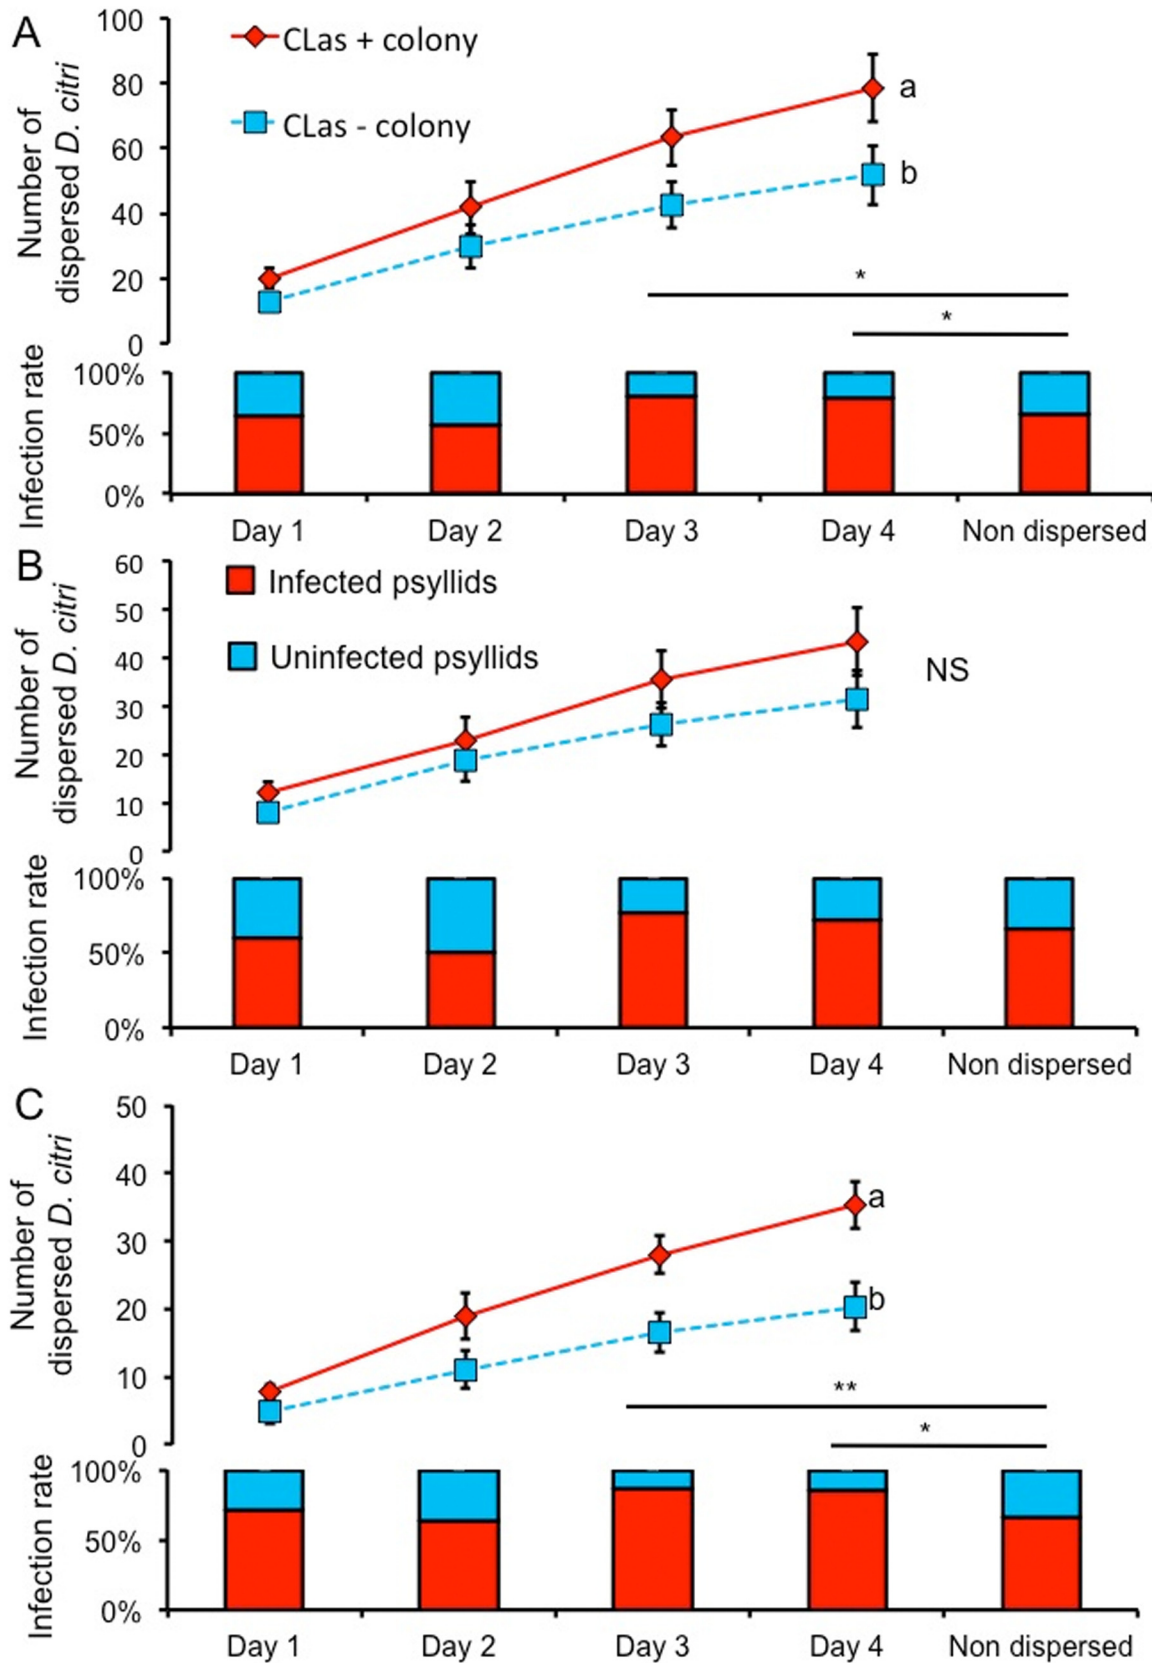 A
Number of
dispersed D. citri
100
80
60
40
20
0
CLas + colony
CLas - colony
a
b
*
*
Infection rate
100%
50%
0%
Day 1
Day 2
Day 3
Day 4
Non dispersed
B
Number of
dispersed D. citri
60
50
40
30
20
10
0
Infected psyllids
Uninfected psyllids
NS
Infection rate
100%
50%
0%
Day 1
Day 2
Day 3
Day 4
Non dispersed
C
Number of
dispersed D. citri
50
40
30
20
10
0
a
b
**
*
Infection rate
100%
50%
0%
Day 1
Day 2
Day 3
Day 4
Non dispersed